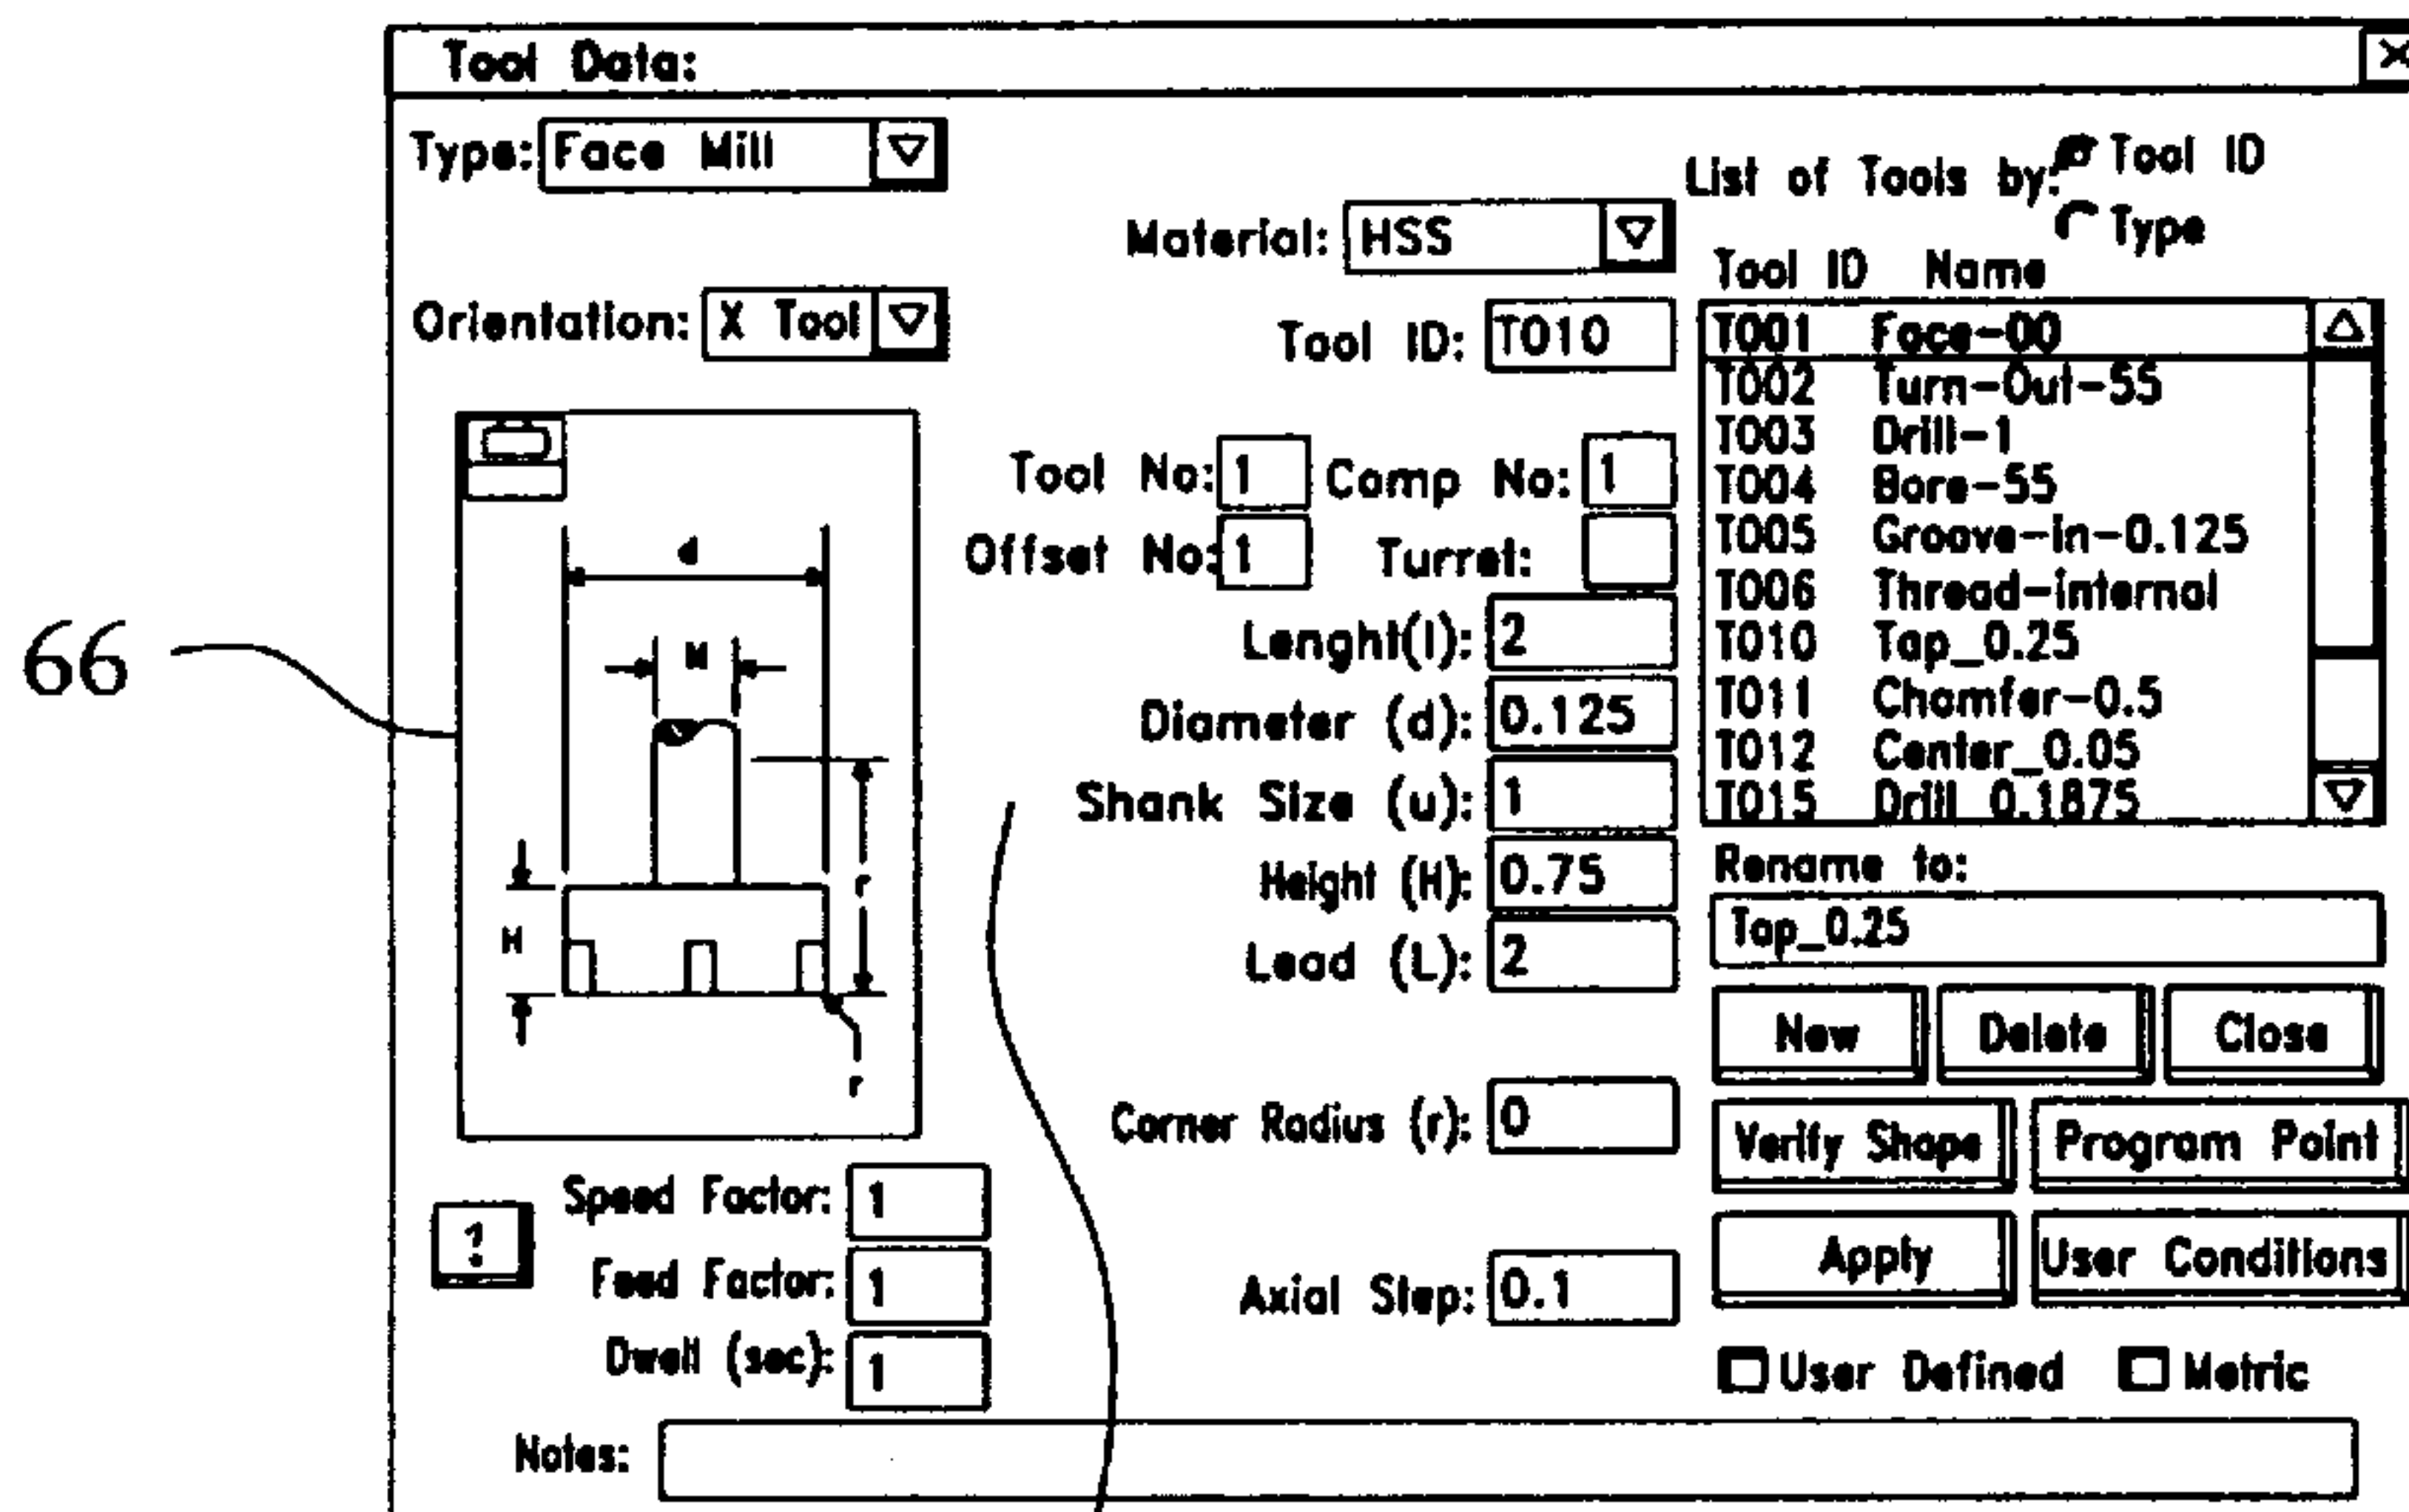 Tool Data:
Type: Face Mill
Orientation: X Tool
66
d
M
r
H
r
Speed Factor: 1
Feed Factor: 1
Dwell (sec): 1
Material: HSS
Tool ID: T010
Tool No: 1 Comp No: 1
Offset No: 1 Turret:
Lenght(l): 2
Diameter (d): 0.125
Shank Size (u): 1
Height (H): 0.75
Lead (L): 2
Corner Radius (r): 0
Axial Step: 0.1
List of Tools by: Tool ID
Type
Tool ID Name
T001 Face-00
T002 Turn-Out-55
T003 Drill-1
T004 Bore-55
T005 Groove-in-0.125
T006 Thread-internal
T010 Tap_0.25
T011 Chamfer-0.5
T012 Center_0.05
T015 Drill_0.1875
Rename to:
Tap_0.25
New Delete Close
Verify Shape Program Point
Apply User Conditions
User Defined Metric
Notes: